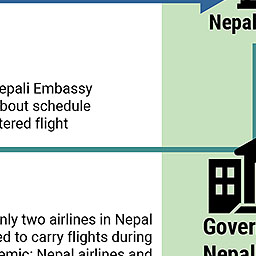 Nepal
epali Embassy
bout schedule
tered flight
nly two airlines in Nepal
ed to carry flights during
emic: Nepal airlines and
Gover
Nepal